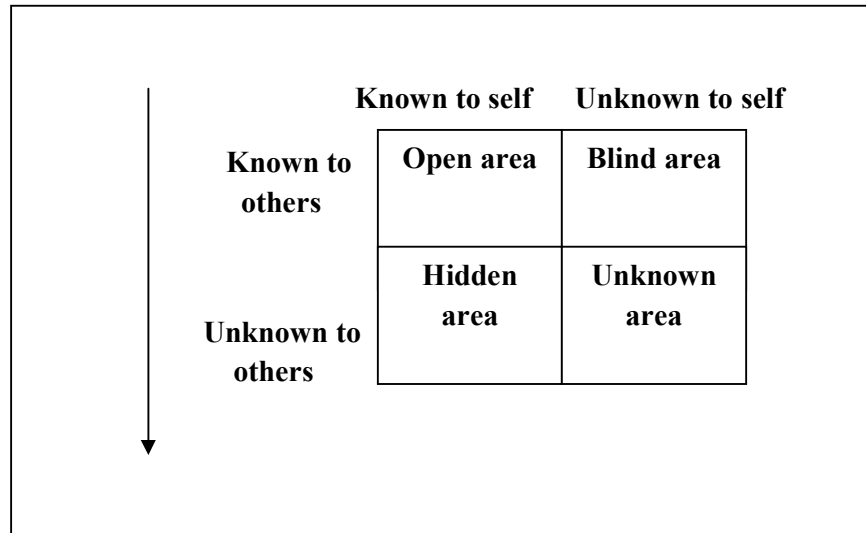 Known to self Unknown to self
Known to
others
Open area
Blind area
Hidden
area
Unknown
area
Unknown to
others